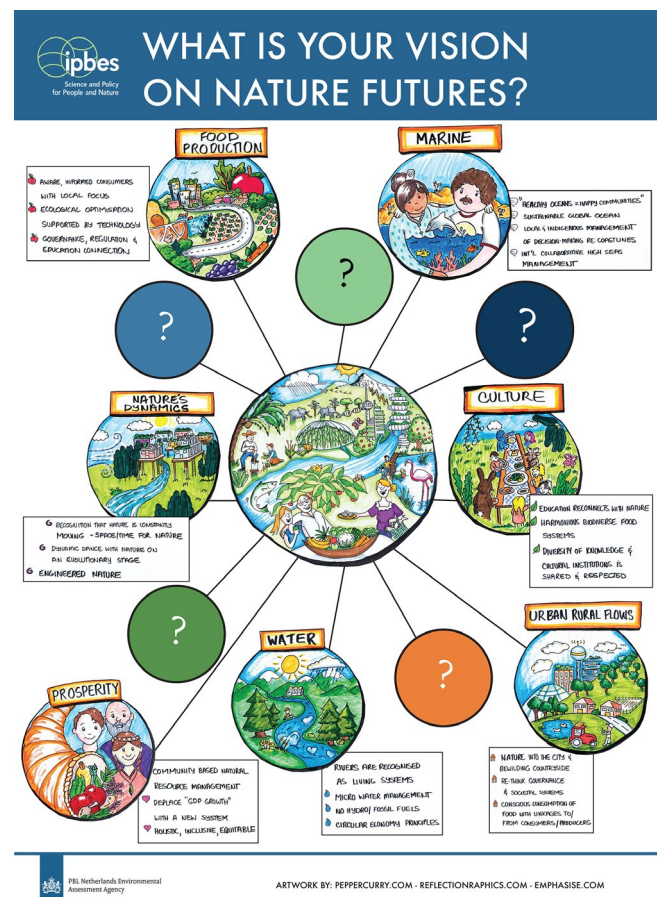 ipbes
Science and Policy
for People and Nature
WHAT IS YOUR VISION
ON NATURE FUTURES?
FOOD
PRODUCTION
AWARE, INFORMED CONSUMERS
WITH LOCAL FOCUS
ECOLOGICAL OPTIMISATION
SUPPORTED BY TECHNOLOGY
GOVERNANCE, REGULATION &
EDUCATION CONNECTION
MARINE
"HEALTHY OCEANS = HAPPY COMMUNITIES"
SUSTAINABLE GLOBAL OCEAN
LOCAL & INDIGENOUS MANAGEMENT
OF DECISION-MAKING RE COASTLINES
INT'L COLLABORATIVE HIGH SEAS
MANAGEMENT
?
?
?
NATURE'S
DYNAMICS
RECOGNITION THAT NATURE IS CONSTANTLY
MOVING - SPACE/TIME FOR NATURE
DYNAMIC DANCE WITH NATURE ON
AN EVOLUTIONARY STAGE
ENGINEERED NATURE
CULTURE
EDUCATION RECONNECTS WITH NATURE
HARMONIOUS BIODIVERSE FOOD
SYSTEMS
DIVERSITY OF KNOWLEDGE &
CULTURAL INSTITUTIONS IS
SHARED & RESPECTED
?
?
PROSPERITY
COMMUNITY BASED NATURAL
RESOURCE MANAGEMENT
DEPLACE "GDP GROWTH"
WITH A NEW SYSTEM
HOLISTIC, INCLUSIVE, EQUITABLE
WATER
RIVERS ARE RECOGNISED
AS LIVING SYSTEMS
MICRO WATER MANAGEMENT
NO HYDRO/FOSSIL FUELS
CIRCULAR ECONOMY PRINCIPLES
URBAN RURAL FLOWS
NATURE INTO THE CITY &
REWILDING COUNTRYSIDE
RE-THINK GOVERNANCE
& SOCIETAL SYSTEMS
CONSCIOUS CONSUMPTION OF
FOOD WITH LINKAGES TO/
FROM CONSUMERS/PRODUCERS
PBL Netherlands Environmental
Assessment Agency
ARTWORK BY: PEPPERCURRY.COM - REFLECTIONRAPHICS.COM - EMPHASISE.COM